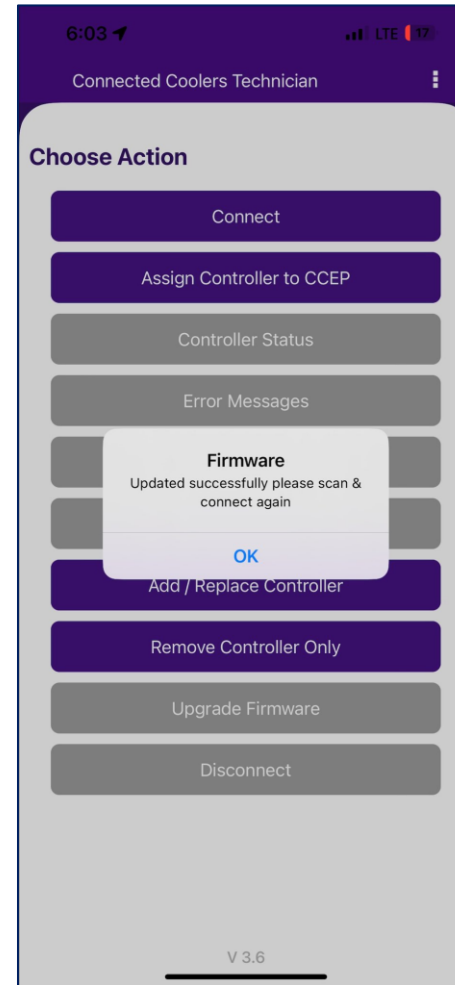 6:03
LTE 17
Connected Coolers Technician
Choose Action
Connect
Assign Controller to CCEP
Controller Status
Error Messages
Firmware
Updated successfully please scan &
connect again
OK
Add / Replace Controller
Remove Controller Only
Upgrade Firmware
Disconnect
V 3.6